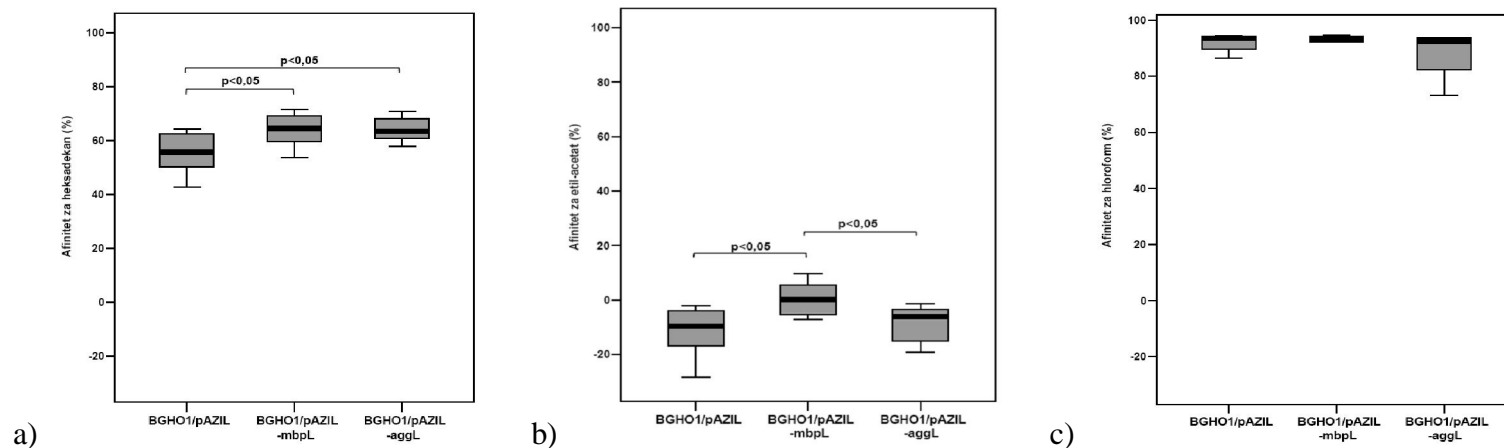 a)
Afinitet za heksadekan (%)
100
80
60
40
20
0
-20
p<0,05
p<0,05
BGHO1/pAZIL
BGHO1/pAZIL
-mbpL
BGHO1/pAZIL
-aggL
b)
Afinitet za etil-acetat (%)
100
80
60
40
20
0
-20
p<0,05
p<0,05
BGHO1/pAZIL
BGHO1/pAZIL
-mbpL
BGHO1/pAZIL
-aggL
c)
Afinitet za hloroform (%)
100
80
60
40
20
0
-20
BGHO1/pAZIL
BGHO1/pAZIL
-mbpL
BGHO1/pAZIL
-aggL